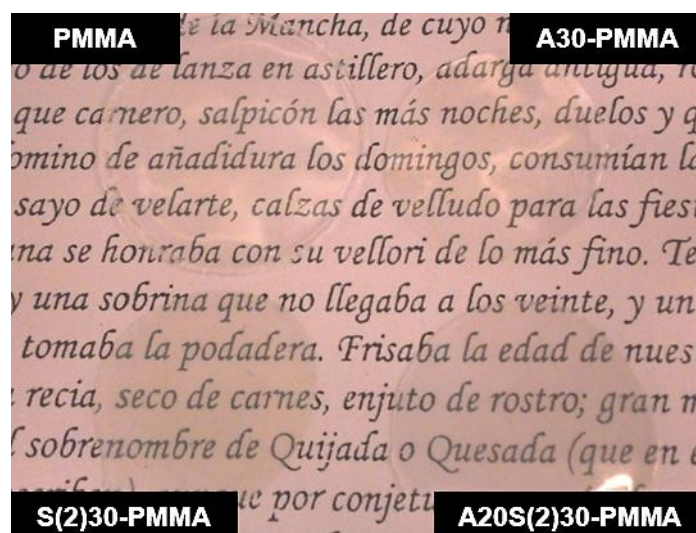 PMMA A30-PMMA
de la Mancha, de cuyo
de los de lanza en astillero, adarga antigua,
que carnero, salpicón las más noches, duelos y q
omino de añadidura los domingos, consumían la
sayo de velarte, calzas de velludo para las fies
na se honraba con su vellori de lo más fino. Te
y una sobrina que no llegaba a los veinte, y un
tomaba la podadera. Frisaba la edad de nues
recia, seco de carnes, enjuto de rostro; gran m
l sobrenombre de Quijada o Quesada (que en e
por conjetu
S(2)30-PMMA A20S(2)30-PMMA